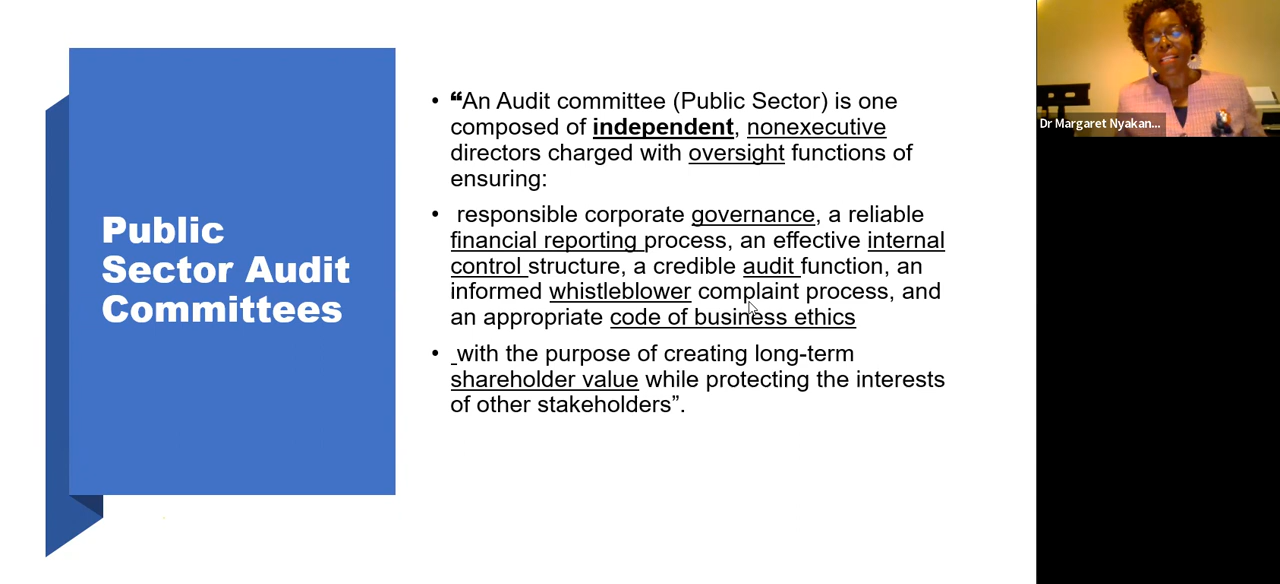 Public
Sector Audit
Committees
• “An Audit committee (Public Sector) is one
composed of independent, nonexecutive
directors charged with oversight functions of
ensuring:
• responsible corporate governance, a reliable
financial reporting process, an effective internal
control structure, a credible audit function, an
informed whistleblower complaint process, and
an appropriate code of business ethics
• with the purpose of creating long-term
shareholder value while protecting the interests
of other stakeholders”.
Dr Margaret Nyakan...